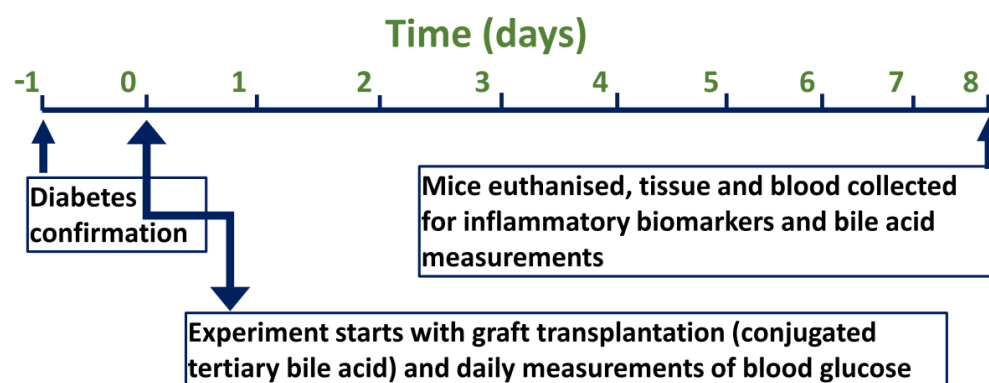 Time (days)
-1 0 1 2 3 4 5 6 7 8
Diabetes
confirmation
Mice euthanised, tissue and blood collected
for inflammatory biomarkers and bile acid
measurements
Experiment starts with graft transplantation (conjugated
tertiary bile acid) and daily measurements of blood glucose